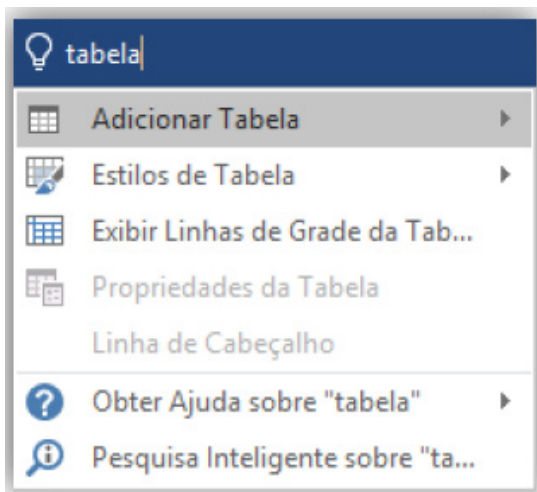 tabela
Adicionar Tabela
Estilos de Tabela
Exibir Linhas de Grade da Tab...
Propriedades da Tabela
Linha de Cabeçalho
Obter Ajuda sobre "tabela"
Pesquisa Inteligente sobre "ta...